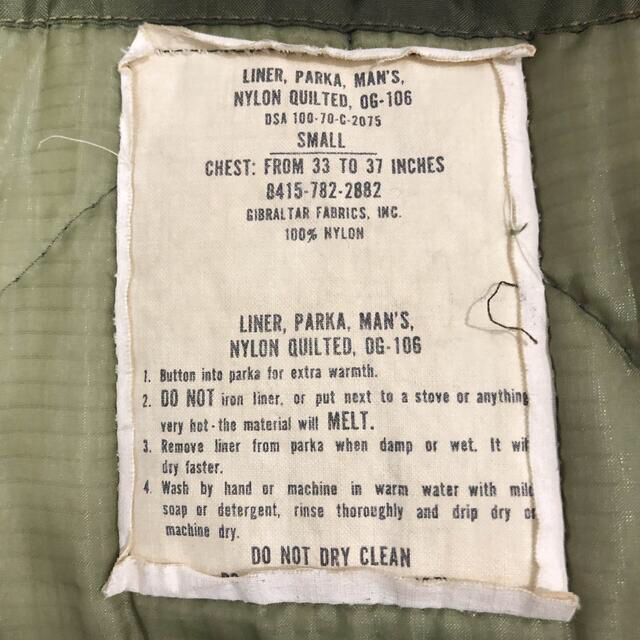 LINER, PARKA, MAN'S,
NYLON QUILTED, OG-106
DSA 100-70-C-2075
SMALL
CHEST: FROM 33 TO 37 INCHES
8415-782-2882
GIBRALTAR FABRICS, INC.
100% NYLON
LINER, PARKA, MAN'S,
NYLON QUILTED, OG-106
1. Button into parka for extra warmth.
2. DO NOT iron liner, or put next to a stove or anything
very hot - the material will MELT.
3. Remove liner from parka when damp or wet. It will
dry faster.
4. Wash by hand or machine in warm water with mild
soap or detergent, rinse thoroughly and drip dry or
machine dry.
DO NOT DRY CLEAN